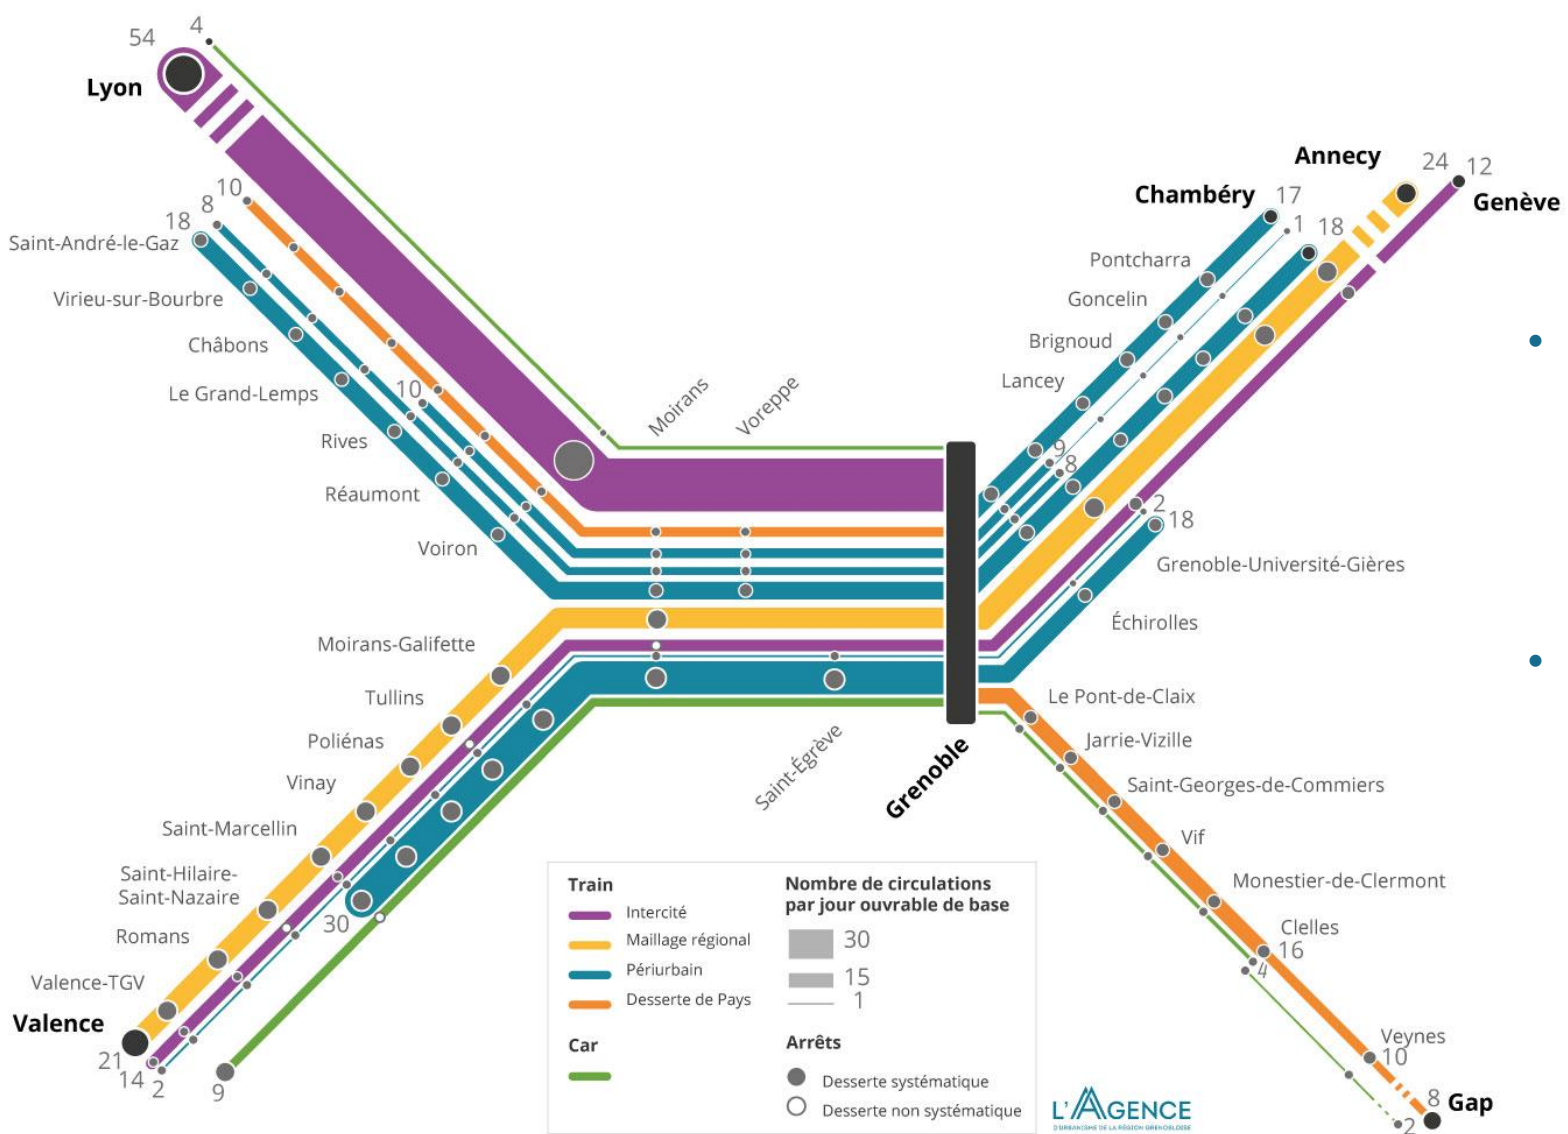 54
4
Lyon
10
8
18
Saint-André-le-Gaz
Virieu-sur-Bourbre
Châbons
Le Grand-Lemps
10
Rives
Réaumont
Voiron
Moirans
Voreppe
Annecy
24
12
Genève
Chambéry
17
1
18
Pontcharra
Goncelin
Brignoud
Lancey
9
8
2
18
Grenoble-Université-Gières
Échirolles
Moirans-Galifette
Tullins
Poliénas
Vinay
Saint-Marcellin
Saint-Hilaire-
Saint-Nazaire
Romans
Valence-TGV
Valence
21
14
2
9
30
Saint-Égrève
Grenoble
Le Pont-de-Claix
Jarrie-Vizille
Saint-Georges-de-Commiers
Vif
Monestier-de-Clermont
Clelles
16
4
Veynes
10
8
Gap
2
Train
Intercité
Maillage régional
Périurbain
Desserte de Pays
Car
Nombre de circulations
par jour ouvrable de base
30
15
1
Arrêts
Desserte systématique
Desserte non systématique
L'AGENCE
D'URBANISME DE LA RÉGION GRENOBLOISE